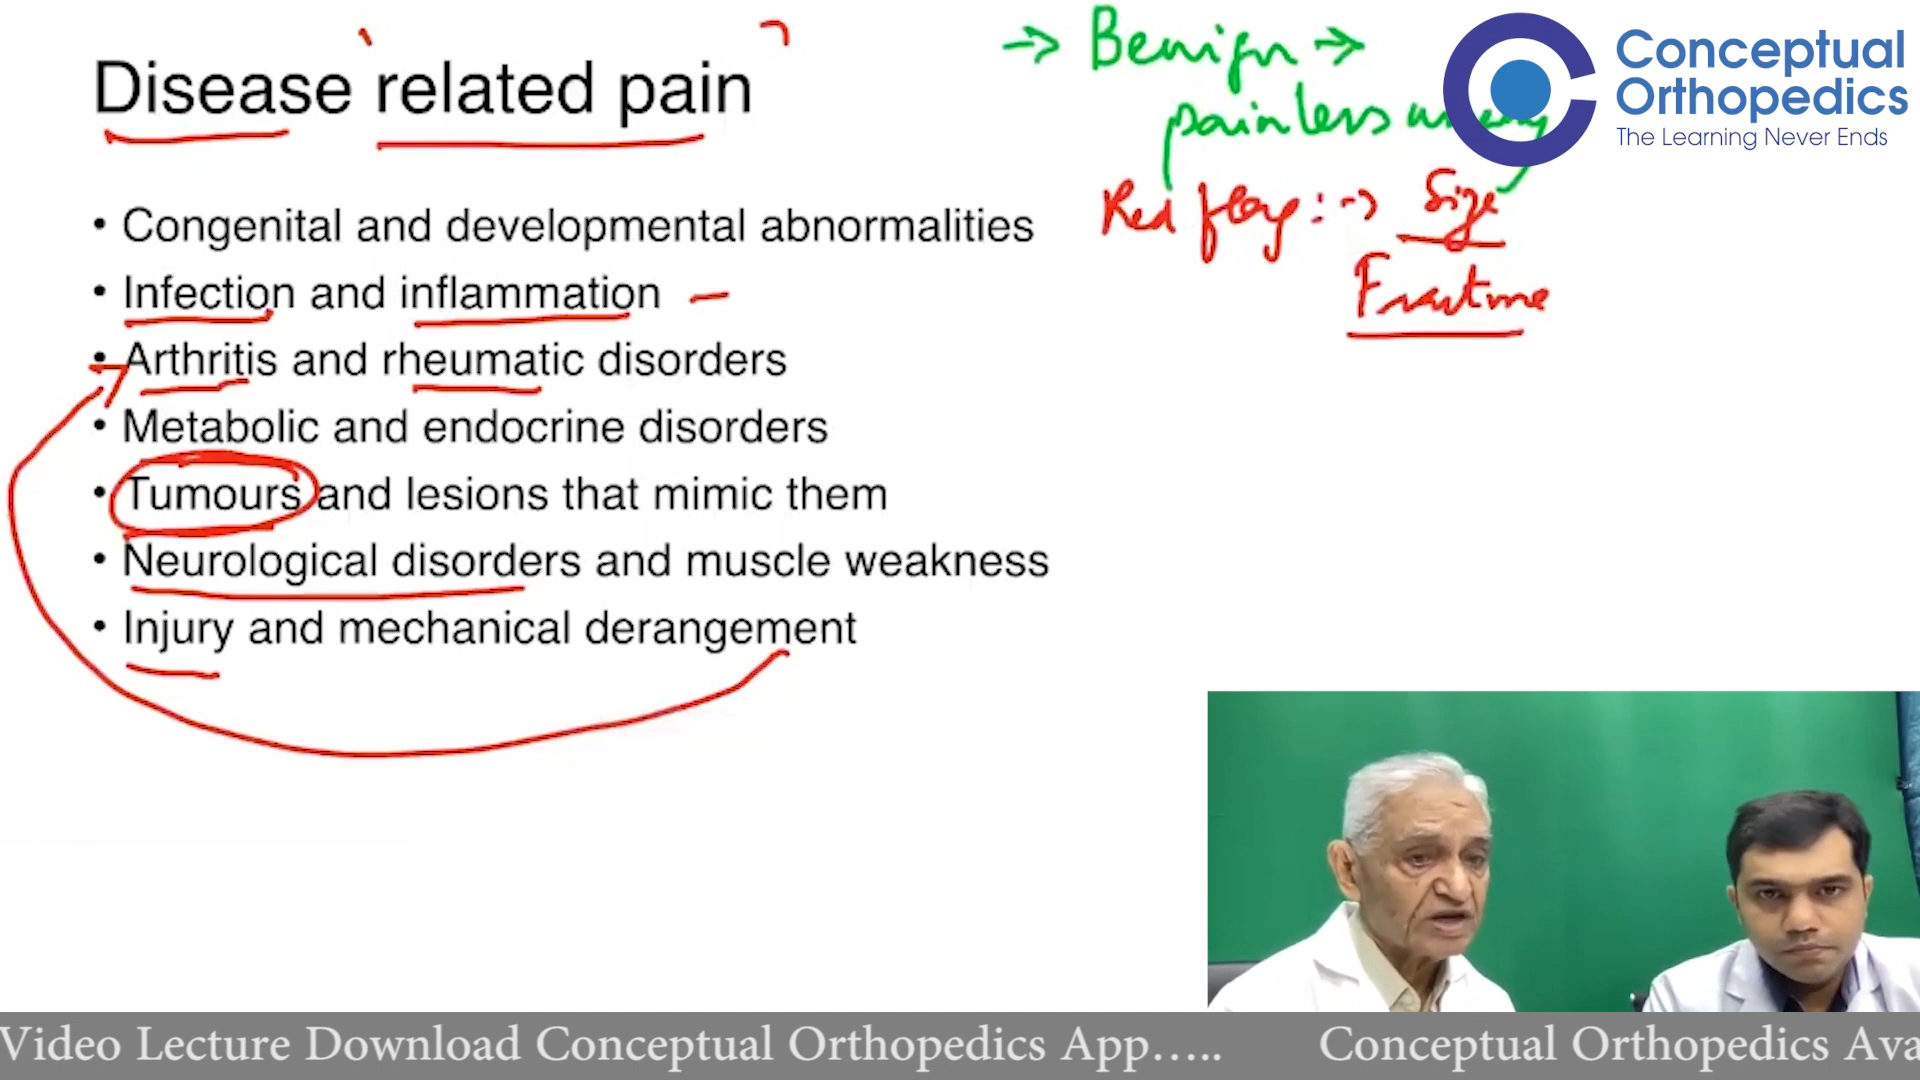 Disease related pain
• Congenital and developmental abnormalities
• Infection and inflammation
• Arthritis and rheumatic disorders
• Metabolic and endocrine disorders
• Tumours and lesions that mimic them
• Neurological disorders and muscle weakness
• Injury and mechanical derangement
→ Benign →
painless
Red flag :→ Size
Fracture
Conceptual
Orthopedics
The Learning Never Ends
Video Lecture Download Conceptual Orthopedics App..... Conceptual Orthopedics Ava